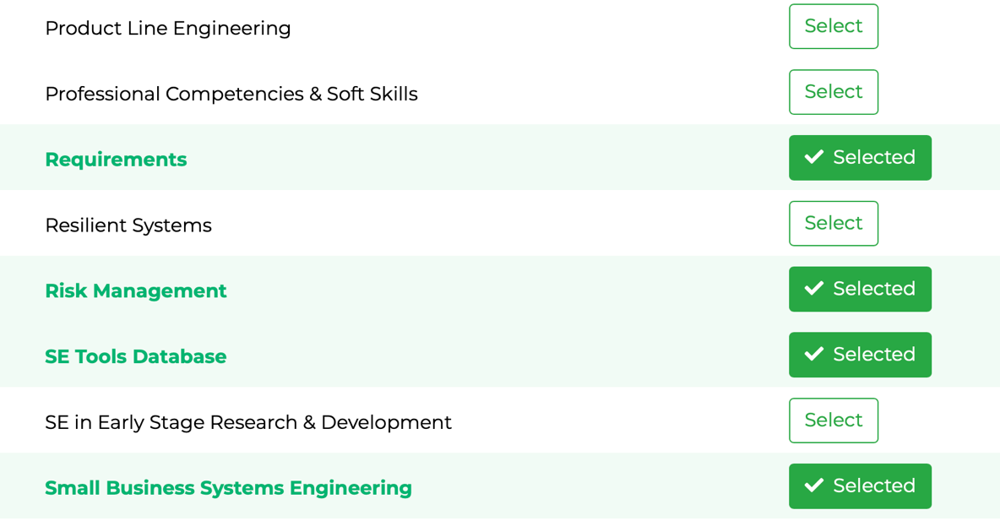 Product Line Engineering Select
Professional Competencies & Soft Skills Select
Requirements Selected
Resilient Systems Select
Risk Management Selected
SE Tools Database Selected
SE in Early Stage Research & Development Select
Small Business Systems Engineering Selected